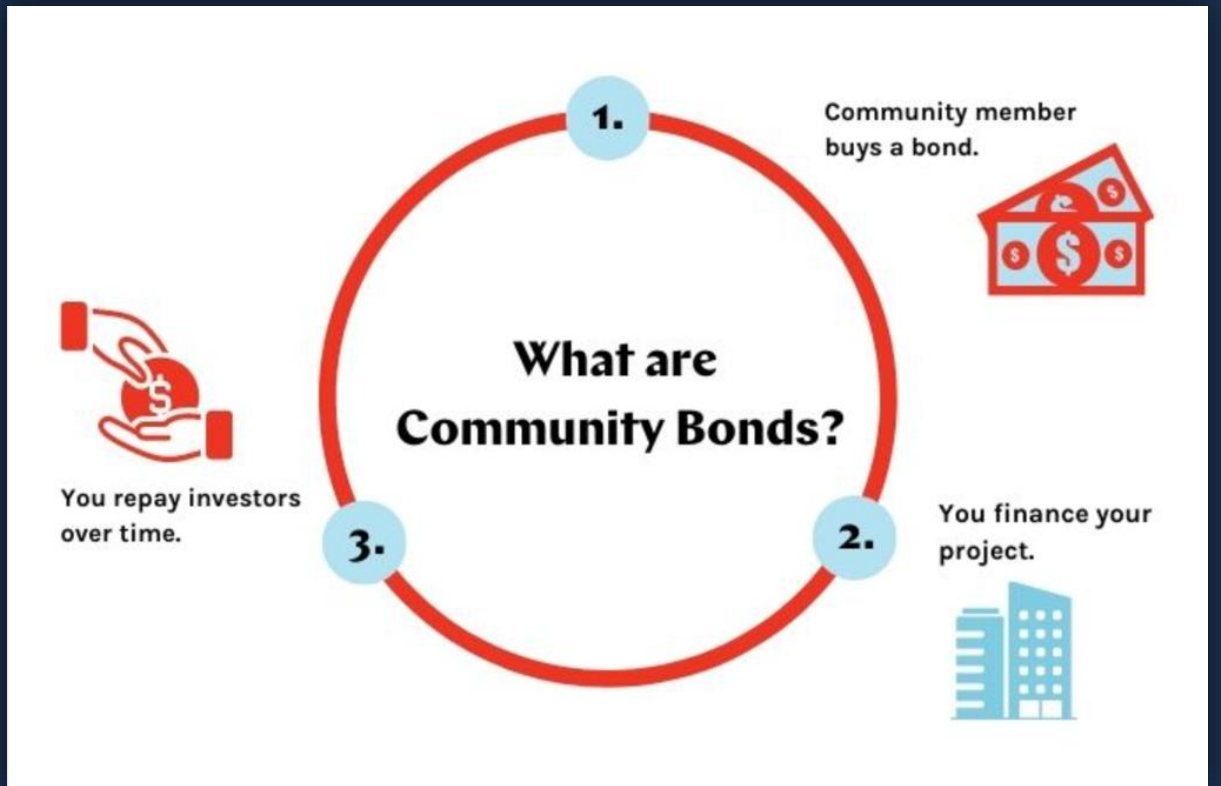 1.
Community member
buys a bond.
$
$
$
$
$
What are
Community Bonds?
2.
You finance your
project.
3.
$
You repay investors
over time.